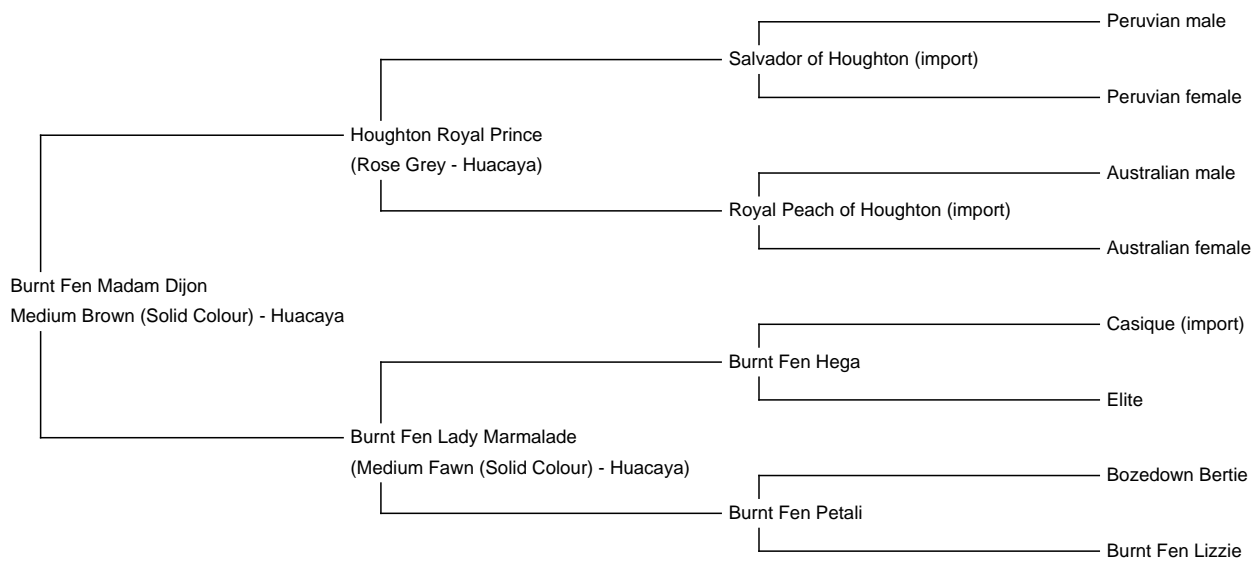 Peruvian male
Salvador of Houghton (import)
Peruvian female
Houghton Royal Prince
(Rose Grey - Huacaya)
Australian male
Royal Peach of Houghton (import)
Australian female
Burnt Fen Madam Dijon
Medium Brown (Solid Colour) - Huacaya
Casique (import)
Burnt Fen Hega
Elite
Burnt Fen Lady Marmalade
(Medium Fawn (Solid Colour) - Huacaya)
Bozedown Bertie
Burnt Fen Petali
Burnt Fen Lizzie